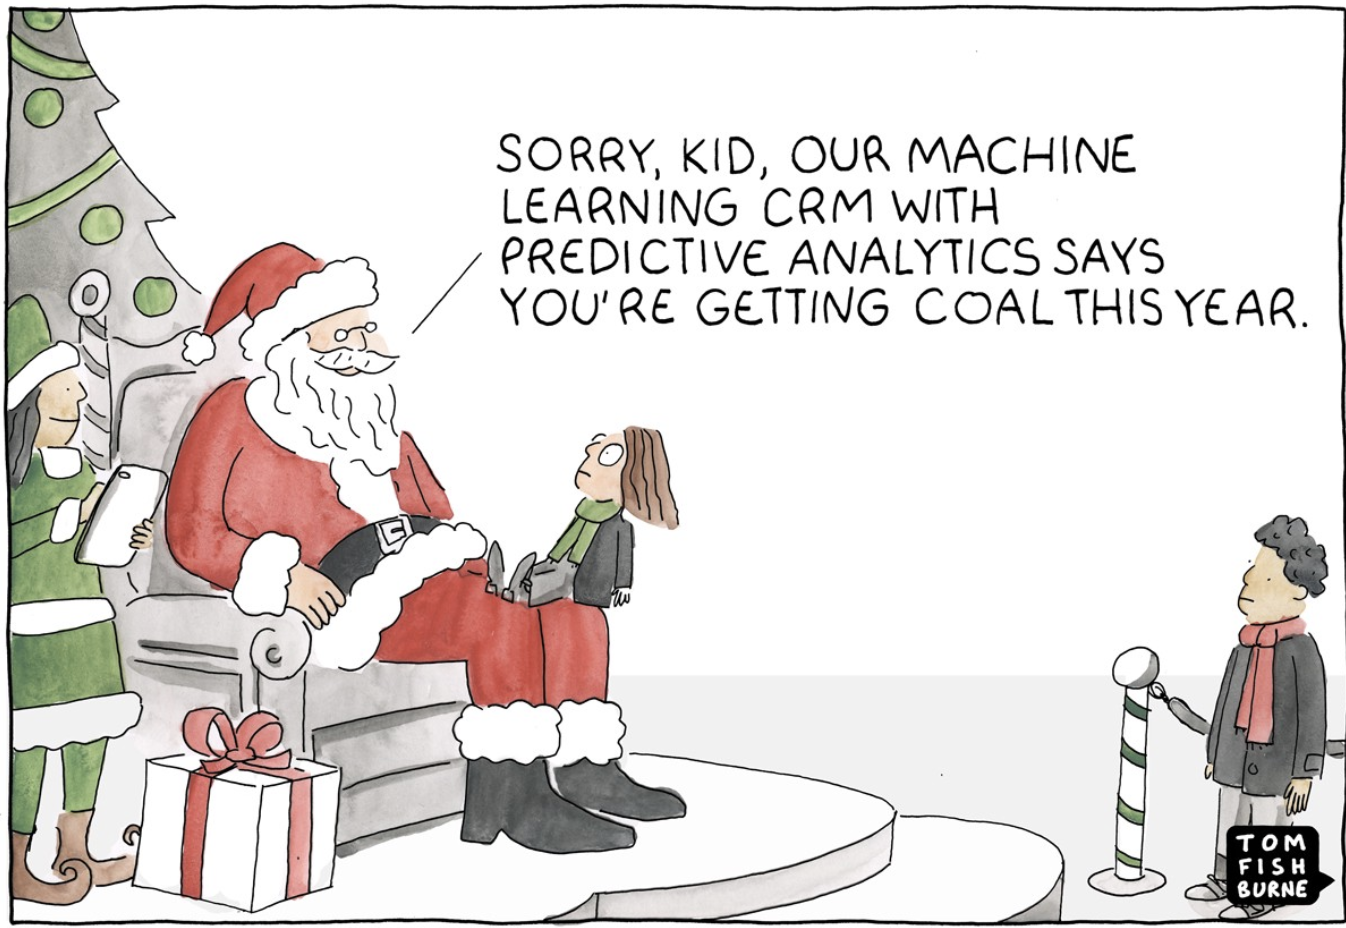 SORRY, KID, OUR MACHINE
LEARNING CRM WITH
PREDICTIVE ANALYTICS SAYS
YOU'RE GETTING COAL THIS YEAR.
TOM
FISH
BURNE